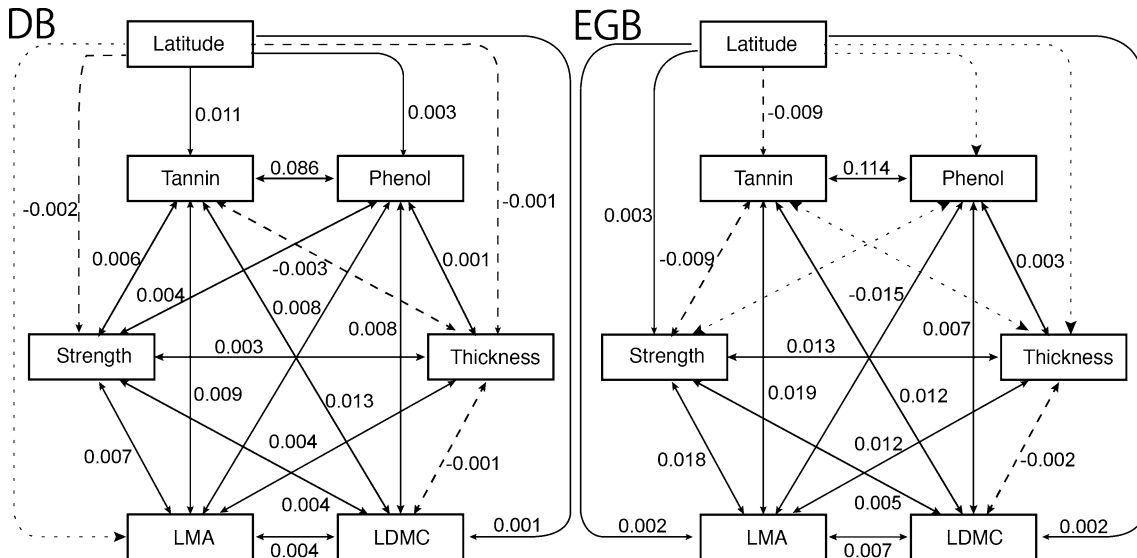 DB
EGB
Latitude
Latitude
0.011
0.003
-0.009
Tannin
0.086
Phenol
Tannin
0.114
Phenol
-0.002
-0.001
0.003
0.006
-0.003
0.001
-0.009
0.003
0.004
0.008
0.008
-0.015
0.007
Strength
0.003
Thickness
Strength
0.013
Thickness
0.009
0.013
0.019
0.012
0.007
0.004
-0.001
0.018
0.012
-0.002
0.004
0.005
LMA
0.004
LDMC
0.001
0.002
LMA
0.007
LDMC
0.002